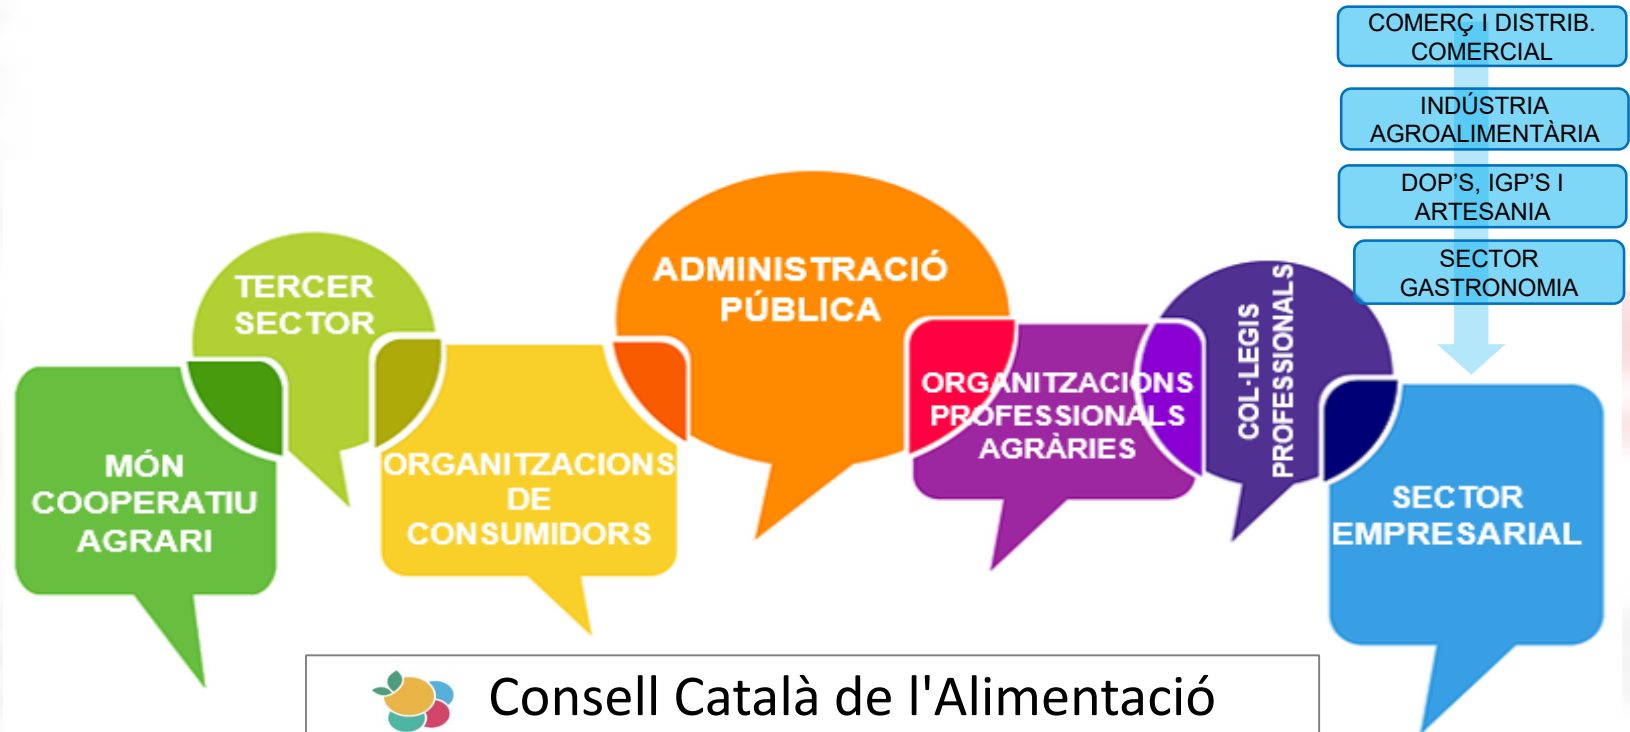 COMERÇ I DISTRIB.
COMERCIAL
INDÚSTRIA
AGROALIMENTÀRIA
DOP'S, IGP'S I
ARTESANIA
SECTOR
GASTRONOMIA
MÓN
COOPERATIU
AGRARI
TERCER
SECTOR
ORGANITZACIONS
DE
CONSUMIDORS
ADMINISTRACIÓ
PÚBLICA
ORGANITZACIONS
PROFESSIONALS
AGRÀRIES
COL·LEGIS
PROFESSIONALS
SECTOR
EMPRESARIAL
Consell Català de l'Alimentació